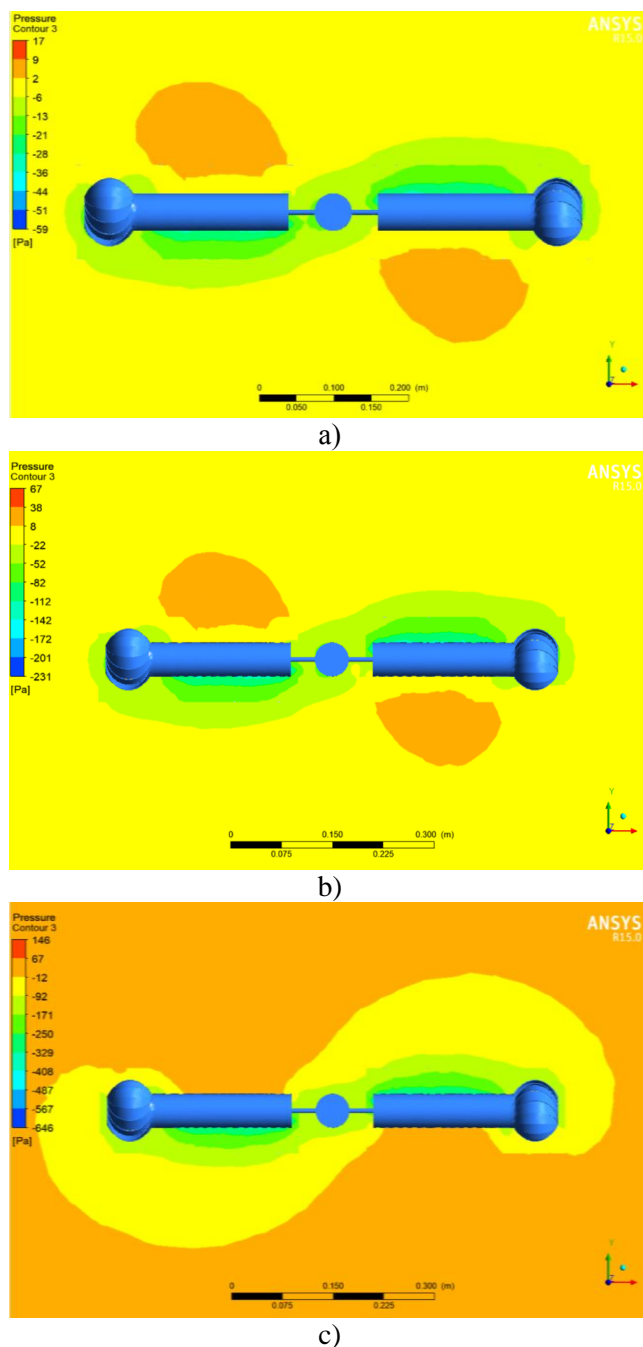 Pressure
Contour 3
ANSYS
R15.0
17
9
2
-6
-13
-21
-28
-36
-44
-51
-59
[Pa]
Y
Z
0 0.100 0.200 (m)
0.050 0.150
a)
Pressure
Contour 3
ANSYS
R15.0
67
38
8
-22
-52
-82
-112
-142
-172
-201
-231
[Pa]
Y
Z
0 0.150 0.300 (m)
0.075 0.225
b)
Pressure
Contour 3
ANSYS
R15.0
146
67
-12
-92
-171
-250
-329
-408
-487
-567
-646
[Pa]
Y
Z
0 0.150 0.300 (m)
0.075 0.225
c)